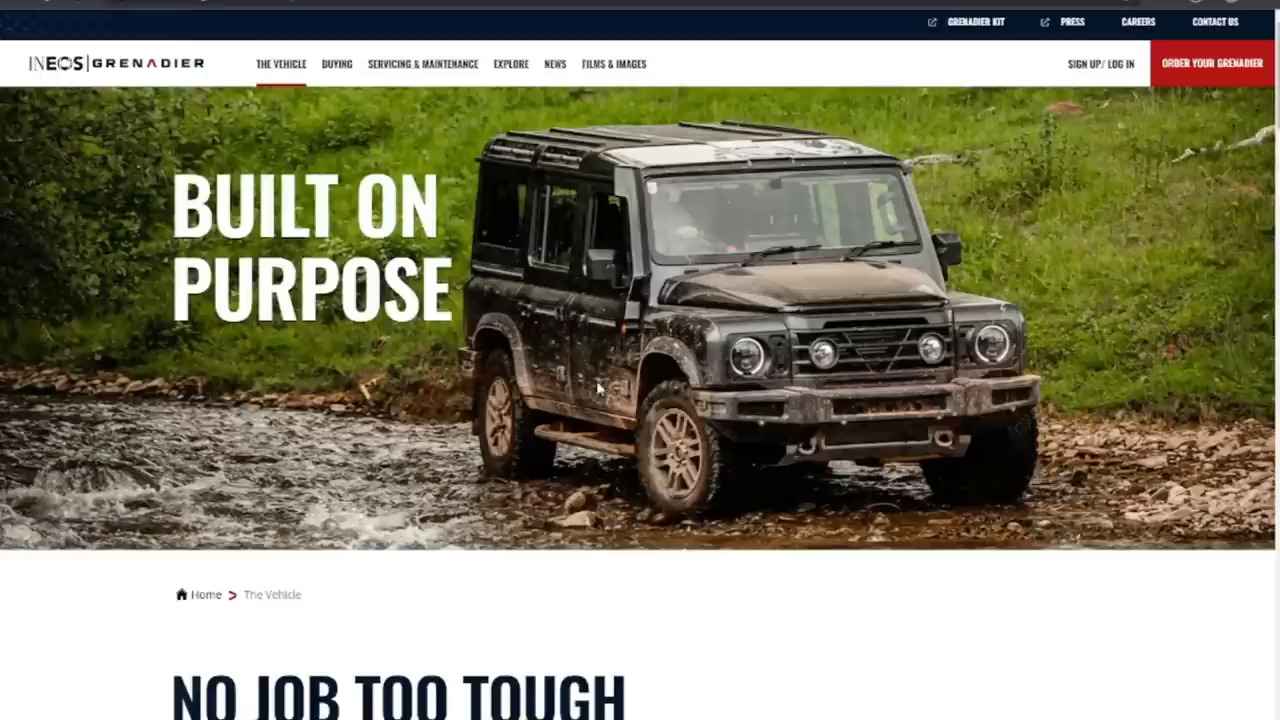 GRENADIER KIT PRESS CAREERS CONTACT US
INEOS | GRENADIER THE VEHICLE BUYING SERVICING & MAINTENANCE EXPLORE NEWS FILMS & IMAGES SIGN UP/ LOG IN ORDER YOUR GRENADIER
BUILT ON
PURPOSE
Home > The Vehicle
NO JOB TOO TOUGH